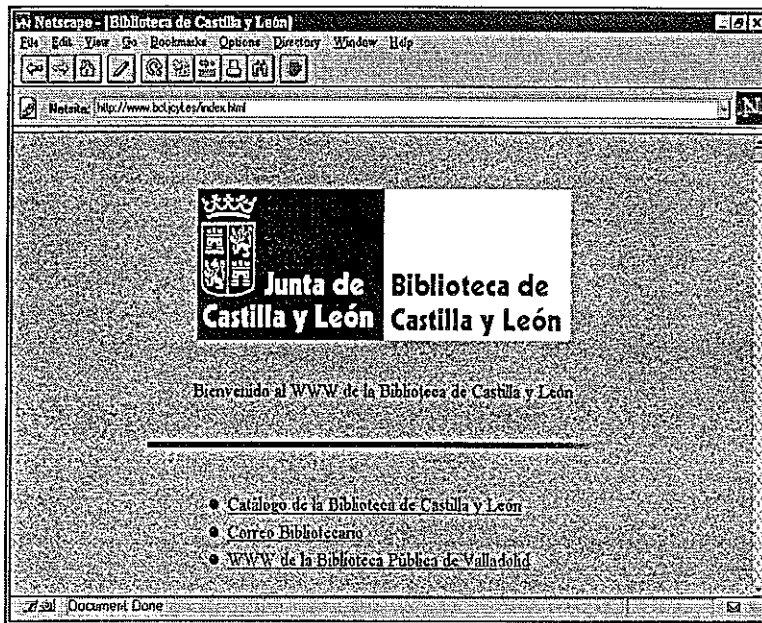 Netscape - [Biblioteca de Castilla y León]
File Edit View Go Bookmarks Options Directory Window Help
Netsite: http://www.bcl.jcyl.es/index.html
N
Junta de
Castilla y León
Biblioteca de
Castilla y León
Bienvenido al WWW de la Biblioteca de Castilla y León
Catálogo de la Biblioteca de Castilla y León
Correo Bibliotecario
WWW de la Biblioteca Pública de Valladolid
Document: Done